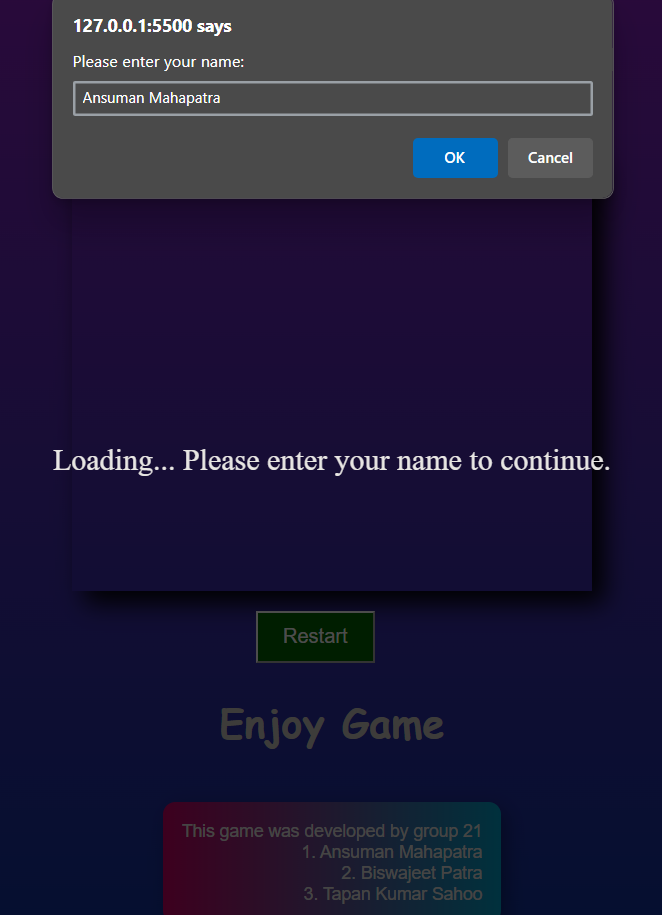 127.0.0.1:5500 says
Please enter your name:
Ansuman Mahapatra
OK
Cancel
Loading... Please enter your name to continue.
Restart
Enjoy Game
This game was developed by group 21
1. Ansuman Mahapatra
2. Biswajeet Patra
3. Tapan Kumar Sahoo